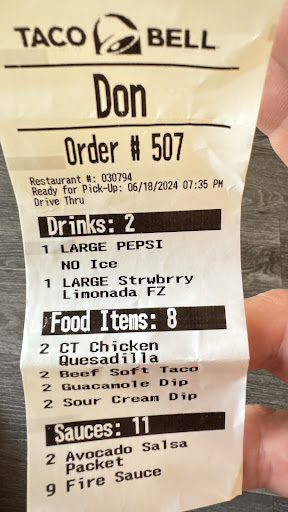 TACO BELL
Don
Order # 507
Restaurant #: 030794
Ready for Pick-Up: 06/18/2024 07:35 PM
Drive Thru
Drinks: 2
1 LARGE PEPSI
NO Ice
1 LARGE Strwbrry
Limonada FZ
Food Items: 8
2 CT Chicken
Quesadilla
2 Beef Soft Taco
2 Guacamole Dip
2 Sour Cream Dip
Sauces: 11
2 Avocado Salsa
Packet
9 Fire Sauce